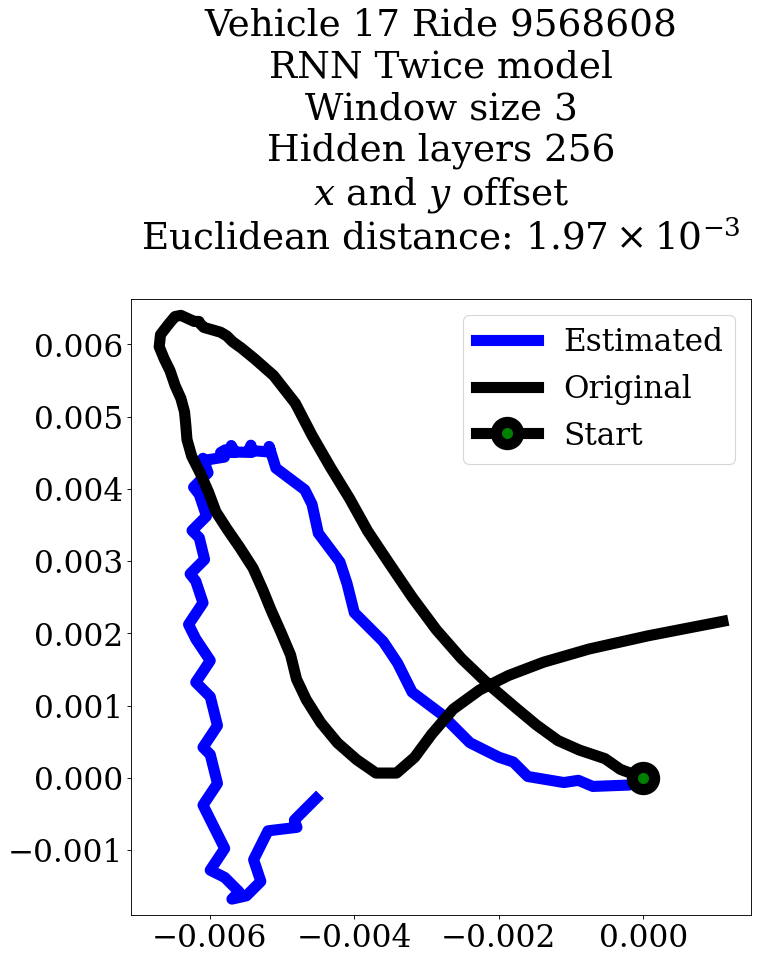 Vehicle 17 Ride 9568608
RNN Twice model
Window size 3
Hidden layers 256
x and y offset
Euclidean distance: 1.97 × 10⁻³
Estimated
Original
Start
0.006
0.005
0.004
0.003
0.002
0.001
0.000
−0.001
−0.006 −0.004 −0.002 0.000